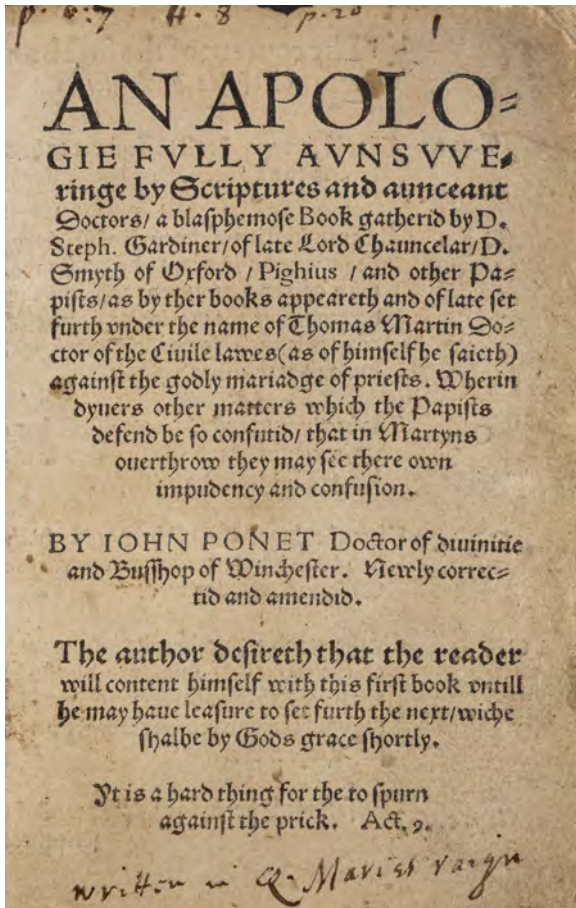 p. s: 7 H. 8 p. 20
AN APOLO=
GIE FVLLY AVNSVVE=
ringe by Scriptures and aunceant
Doctors/ a blasphemose Book gatherid by D.
Steph. Gardiner/ of late Lord Chauncelar/ D.
Smyth of Oxford / Pighius / and other Pa=
pists/ as by ther books appeareth and of late set
furth vnder the name of Thomas Martin Do=
ctor of the Ciuile lawes (as of himself he saieth)
against the godly mariadge of priests. Wherin
dyuers other matters which the Papists
defend be so confutid/ that in Martyns
ouerthrow they may see there own
impudency and confusion.
BY IOHN PONET Doctor of diuinitie
and Busshop of Winchester. Newly correc=
tid and amendid.
The author desireth that the reader
will content himself with this first book vntill
he may haue leasure to set furth the next/ wiche
shalbe by Gods grace shortly.
Yt is a hard thing for the to spurn
against the prick. Act. 9.
written in Q. Maries raign